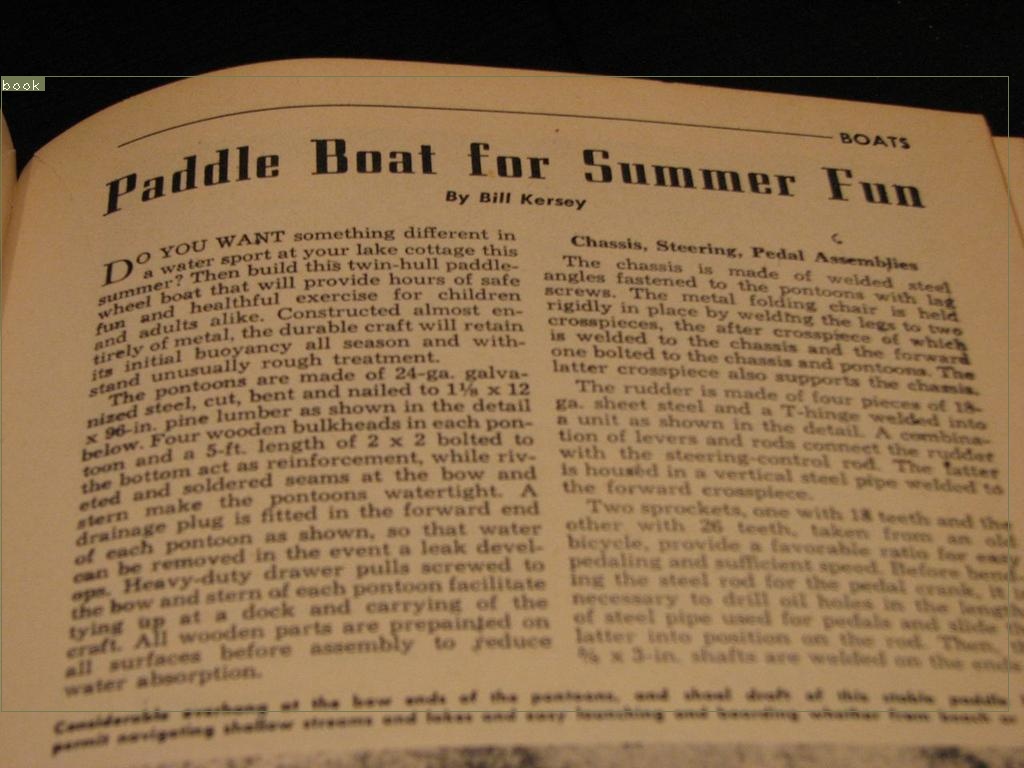 book
BOATS
Paddle Boat for Summer Fun
By Bill Kersey
DO YOU WANT something different in
a water sport at your lake cottage this
summer? Then build this twin-hull paddle-
wheel boat that will provide hours of safe
fun and healthful exercise for children
and adults alike. Constructed almost en-
tirely of metal, the durable craft will retain
its initial buoyancy all season and with-
stand unusually rough treatment.
The pontoons are made of 24-ga. galva-
nized steel, cut, bent and nailed to 1⅛ x 12
x 96-in. pine lumber as shown in the detail
below. Four wooden bulkheads in each pon-
toon and a 5-ft. length of 2 x 2 bolted to
the bottom act as reinforcement, while riv-
eted and soldered seams at the bow and
stern make the pontoons watertight. A
drainage plug is fitted in the forward end
of each pontoon as shown, so that water
can be removed in the event a leak devel-
ops. Heavy-duty drawer pulls screwed to
the bow and stern of each pontoon facilitate
tying up at a dock and carrying of the
craft. All wooden parts are prepainted on
all surfaces before assembly to reduce
water absorption.
Chassis, Steering, Pedal Assemblies
The chassis is made of welded steel
angles fastened to the pontoons with lag
screws. The metal folding chair is held
rigidly in place by welding the legs to two
crosspieces, the after crosspiece of which
is welded to the chassis and the forward
one bolted to the chassis and pontoons. The
latter crosspiece also supports the chassis.
The rudder is made of four pieces of 18-
ga. sheet steel and a T-hinge welded into
a unit as shown in the detail. A combina-
tion of levers and rods connect the rudder
with the steering-control rod. The latter
is housed in a vertical steel pipe welded to
the forward crosspiece.
Two sprockets, one with 18 teeth and the
other with 26 teeth, taken from an old
bicycle, provide a favorable ratio for easy
pedaling and sufficient speed. Before bend-
ing the steel rod for the pedal crank, it is
necessary to drill oil holes in the length
of steel pipe used for pedals and slide the
latter into position on the rod. Then,
x 3-in. shafts are welded on the ends
Considerable overhang at the bow ends of the pontoons, and shoal draft of this stable paddle
permit navigating shallow streams and lakes and easy launching and boarding whether from beach or